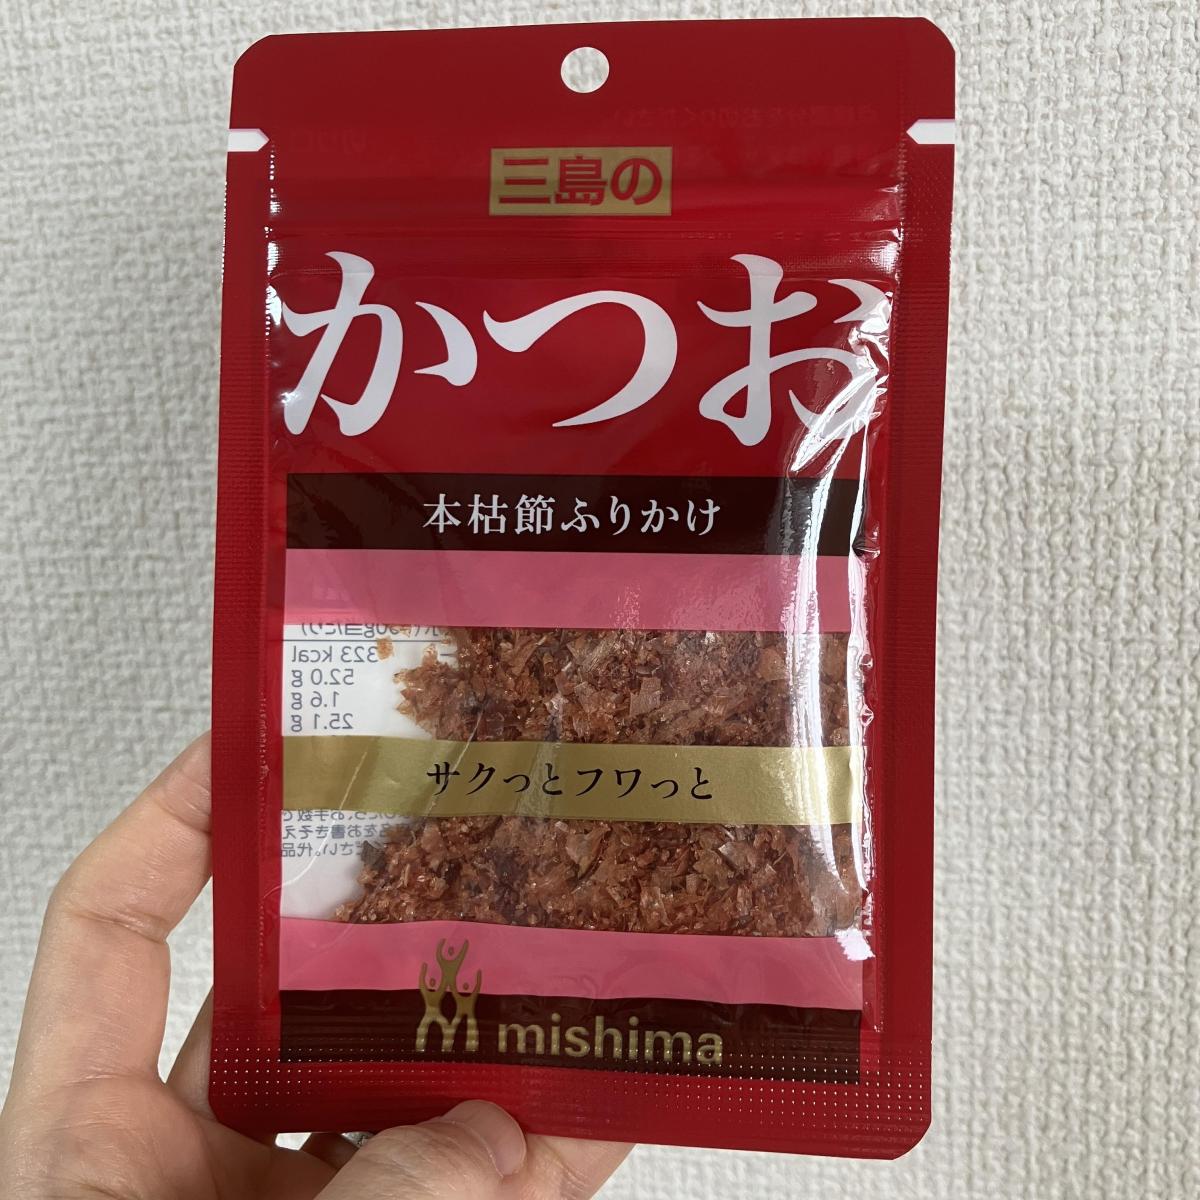 三島の
かつお
本枯節ふりかけ
323 kcal
52.0 g
1.6 g
25.1 g
サクっとフワっと
mishima